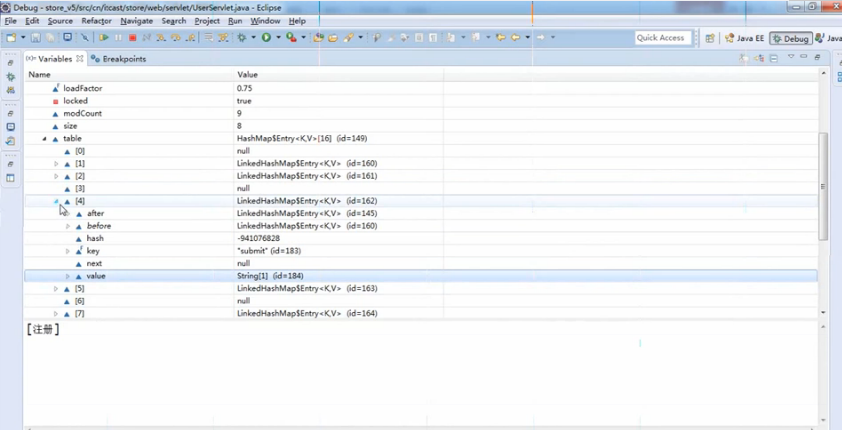 Debug - store_v5/src/cn/itcast/store/web/servlet/UserServlet.java - Eclipse
File Edit Source Refactor Navigate Search Project Run Window Help
Quick Access Java EE Debug Java
Variables Breakpoints
Name Value
loadFactor 0.75
locked true
modCount 9
size 8
table HashMap$Entry<K,V>[16] (id=149)
[0] null
[1] LinkedHashMap$Entry<K,V> (id=160)
[2] LinkedHashMap$Entry<K,V> (id=161)
[3] null
[4] LinkedHashMap$Entry<K,V> (id=162)
after LinkedHashMap$Entry<K,V> (id=145)
before LinkedHashMap$Entry<K,V> (id=160)
hash -941076828
key "submit" (id=183)
next null
value String[1] (id=184)
[5] LinkedHashMap$Entry<K,V> (id=163)
[6] null
[7] LinkedHashMap$Entry<K,V> (id=164)
[注册]